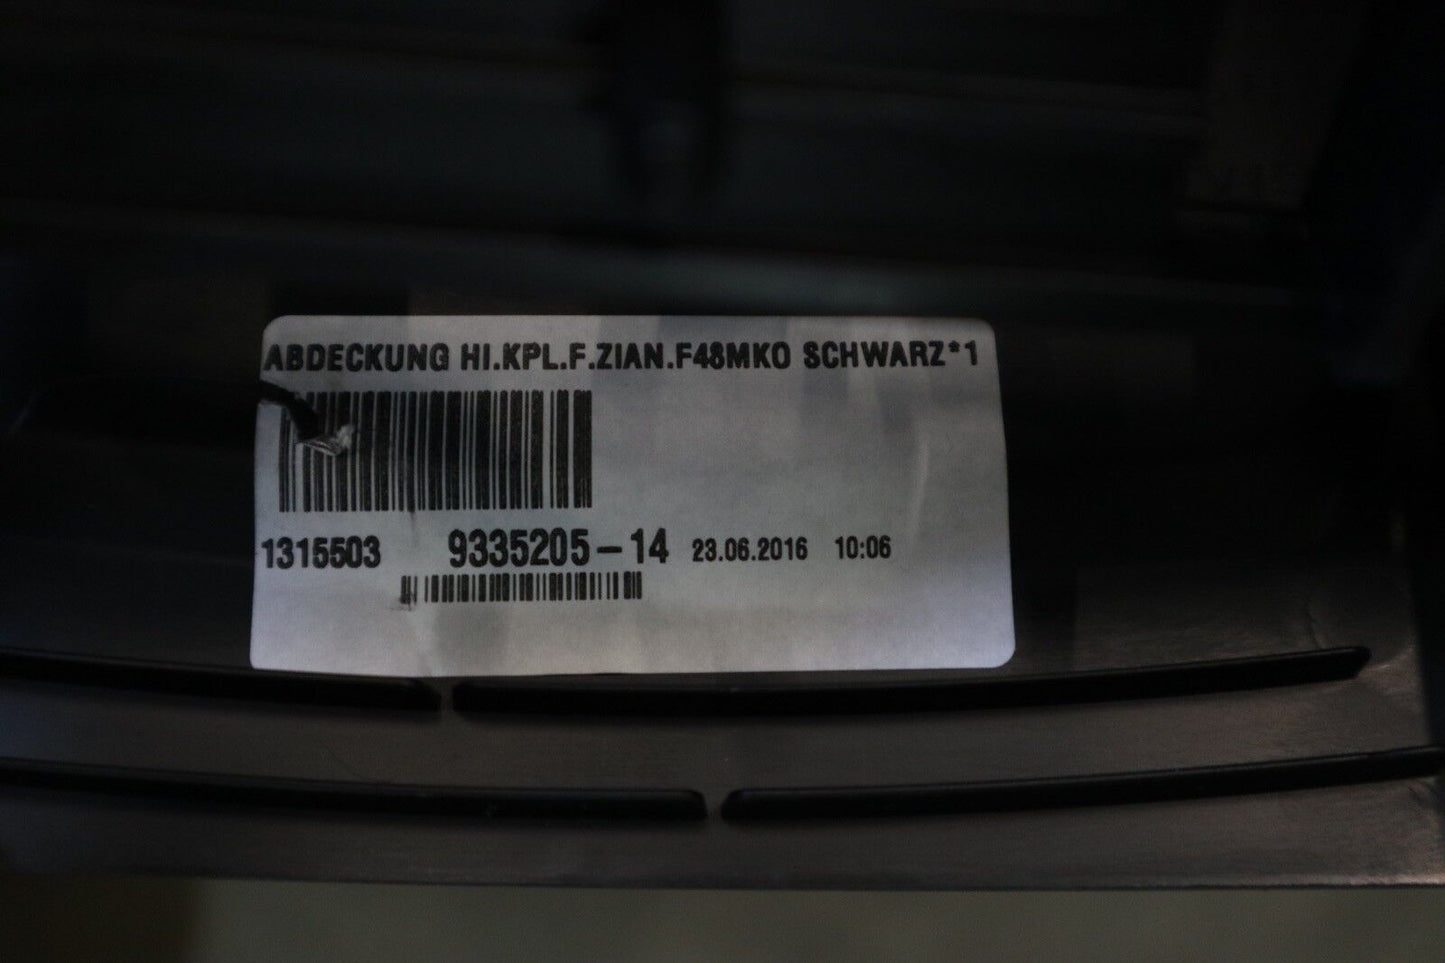 ABDECKUNG HI.KPL.F.ZIAN.F48MKO SCHWARZ*1
1315503 9335205-14 23.06.2016 10:06